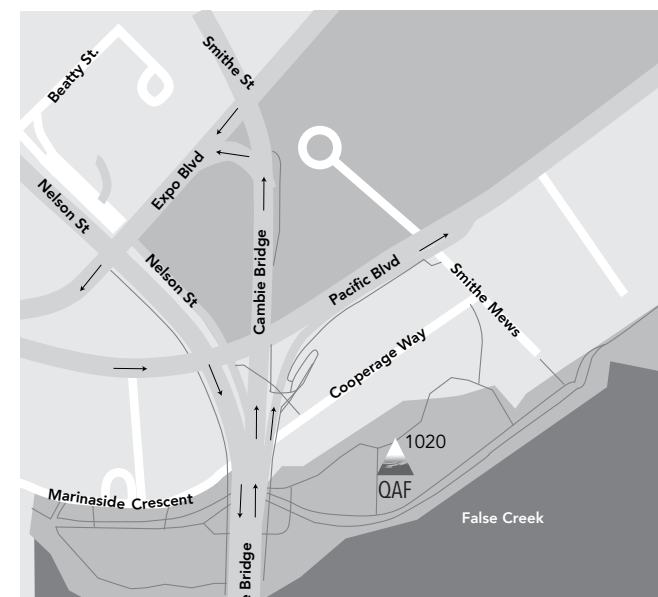 Smithe St
Beatty St.
Expo Blvd
Nelson St
Nelson St
Cambie Bridge
Pacific Blvd
Smithe Mews
Cooperage Way
1020
QAF
Marinaside Crescent
False Creek
e Bridge